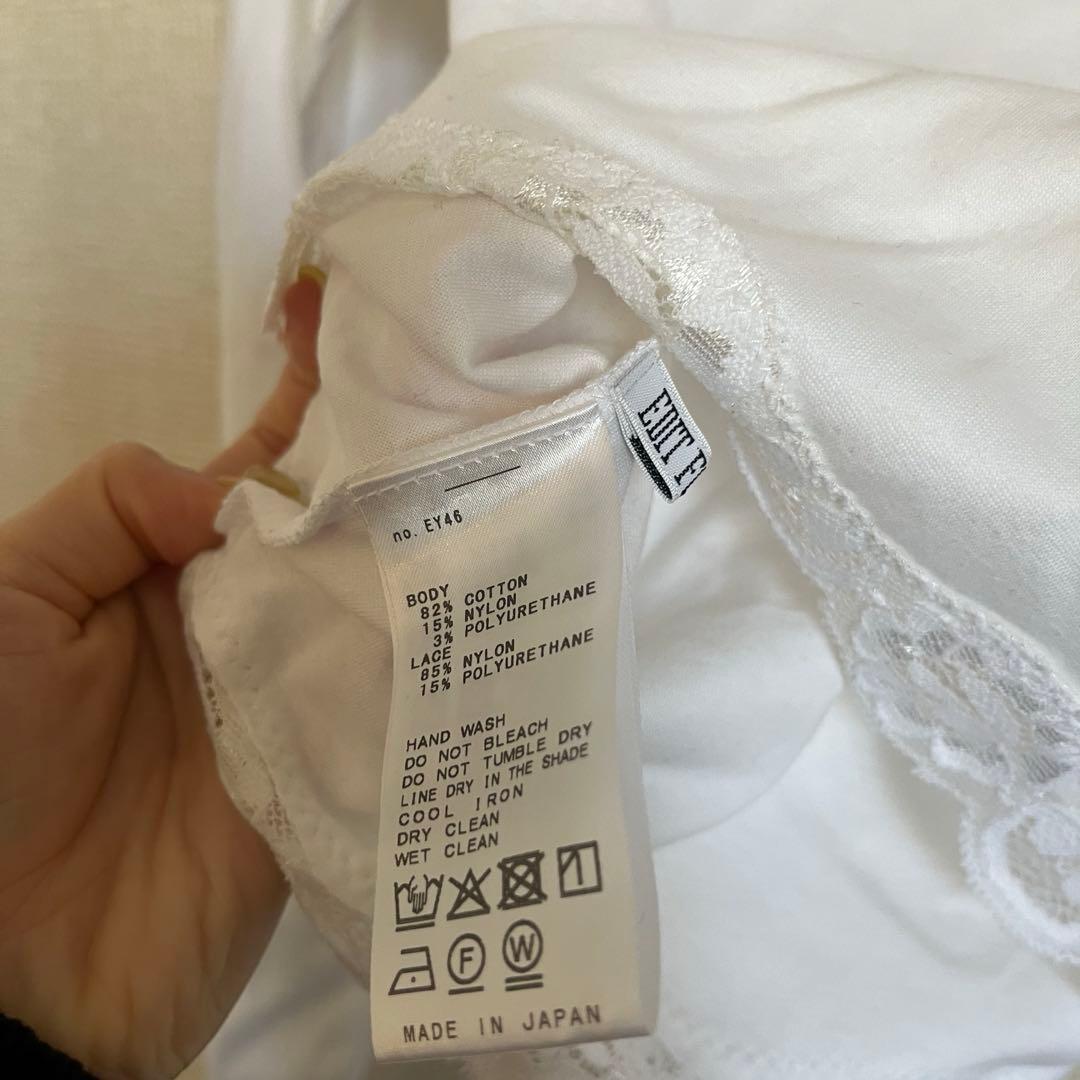 EDIT
no. EY46
BODY
82% COTTON
15% NYLON
3% POLYURETHANE
LACE
85% NYLON
15% POLYURETHANE
HAND WASH
DO NOT BLEACH
DO NOT TUMBLE DRY
LINE DRY IN THE SHADE
COOL IRON
DRY CLEAN
WET CLEAN
F W
MADE IN JAPAN